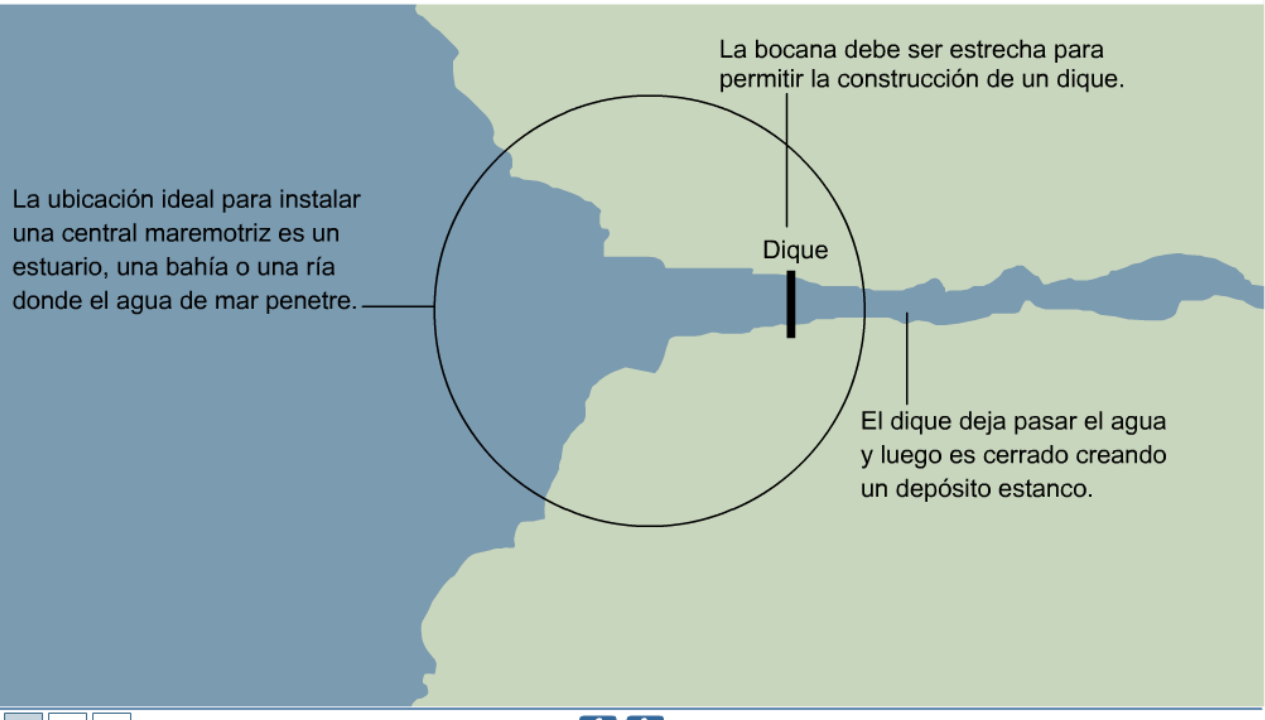 La bocana debe ser estrecha para
permitir la construcción de un dique.
La ubicación ideal para instalar
una central maremotriz es un
estuario, una bahía o una ría
donde el agua de mar penetre.
Dique
El dique deja pasar el agua
y luego es cerrado creando
un depósito estanco.